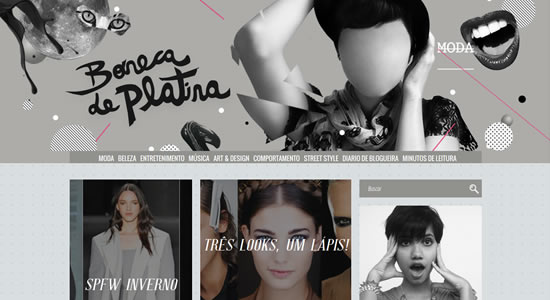 Boneca
de Platina
MODA
MODA BELEZA ENTRETENIMENTO MÚSICA ART & DESIGN COMPORTAMENTO STREET STYLE DIARIO DE BLOGUEIRA MINUTOS DE LEITURA
Busca
TRÊS LOOKS, UM LÁPIS!
SPFW INVERNO